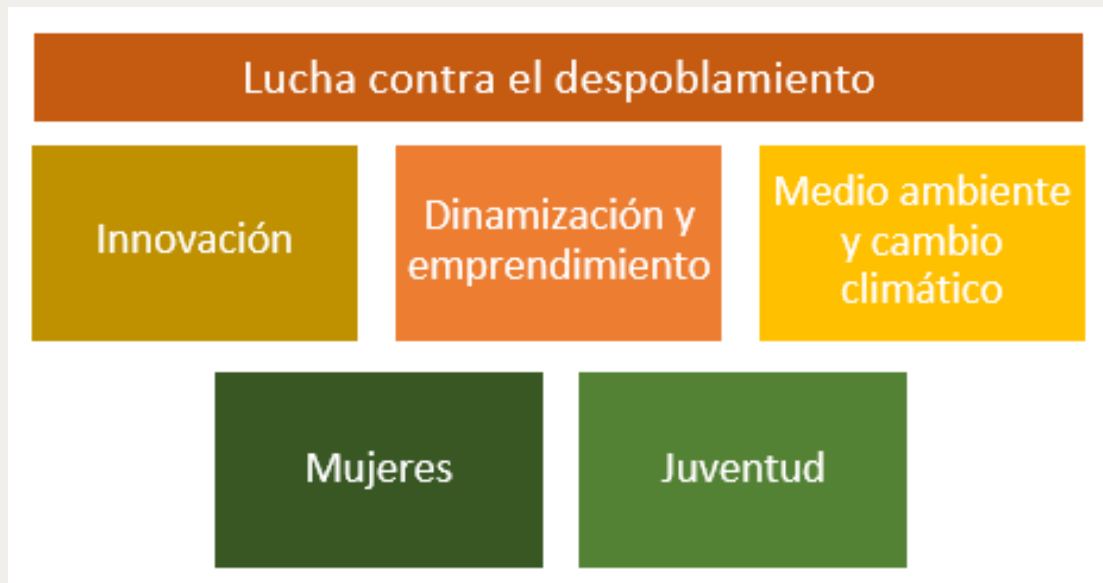 Lucha contra el despoblamiento
Innovación
Dinamización y
emprendimiento
Medio ambiente
y cambio
climático
Mujeres
Juventud